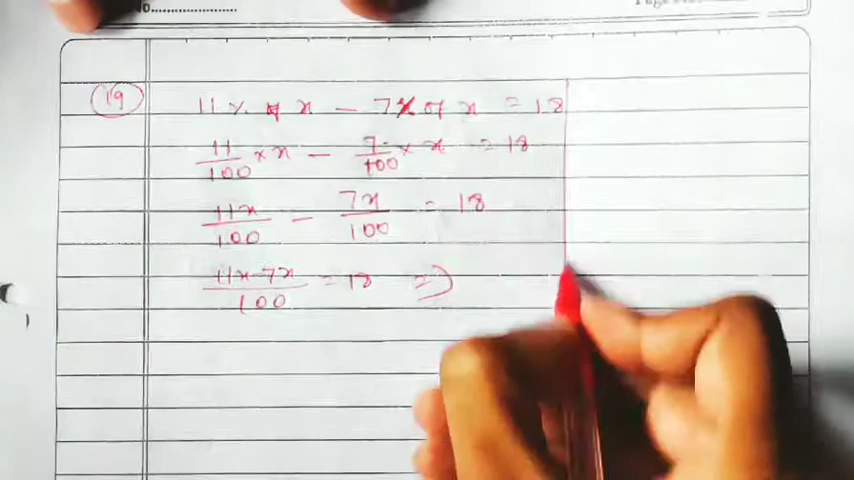 19
11% of x - 7% of x = 18
11/100 × x - 7/100 × x = 18
11x/100 - 7x/100 = 18
11x-7x/100 = 18 =>